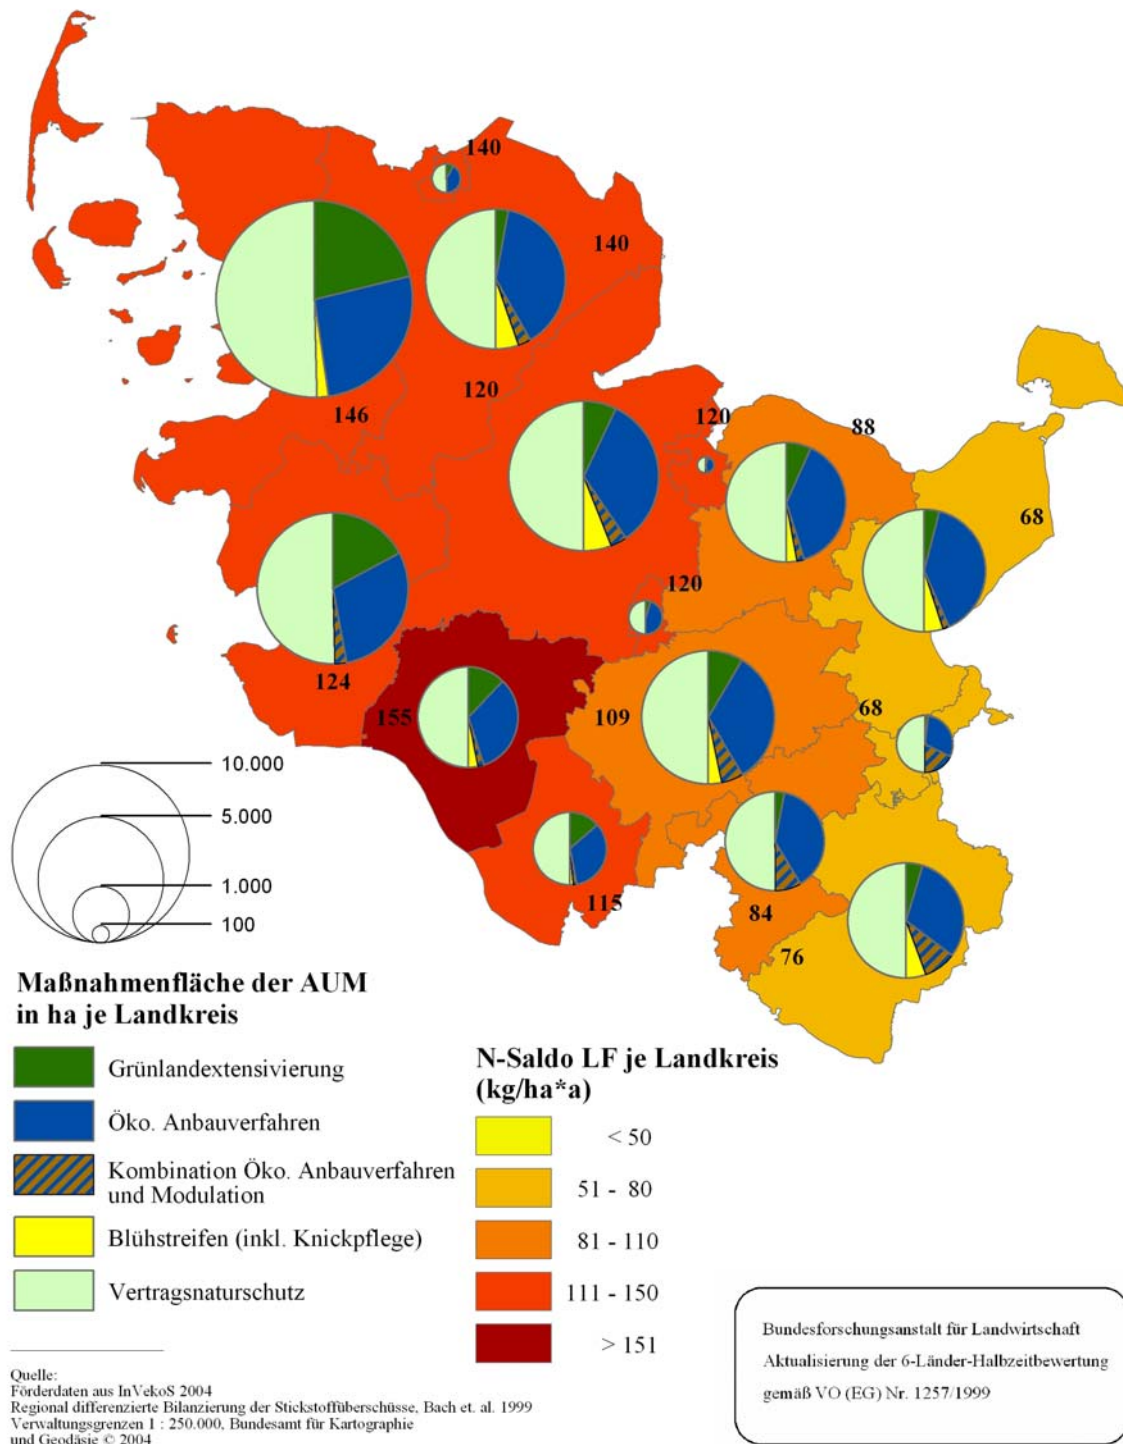 140
140
120
146
120
88
68
120
124
155
109
68
115
84
76
10.000
5.000
1.000
100
Maßnahmenfläche der AUM
in ha je Landkreis
Grünlandextensivierung
Öko. Anbauverfahren
Kombination Öko. Anbauverfahren
und Modulation
Blühstreifen (inkl. Knickpflege)
Vertragsnaturschutz
N-Saldo LF je Landkreis
(kg/ha*a)
< 50
51 - 80
81 - 110
111 - 150
> 151
Quelle:
Förderdaten aus InVekoS 2004
Regional differenzierte Bilanzierung der Stickstoffüberschüsse, Bach et. al. 1999
Verwaltungsgrenzen 1 : 250.000, Bundesamt für Kartographie
und Geodäsie © 2004
Bundesforschungsanstalt für Landwirtschaft
Aktualisierung der 6-Länder-Halbzeitbewertung
gemäß VO (EG) Nr. 1257/1999